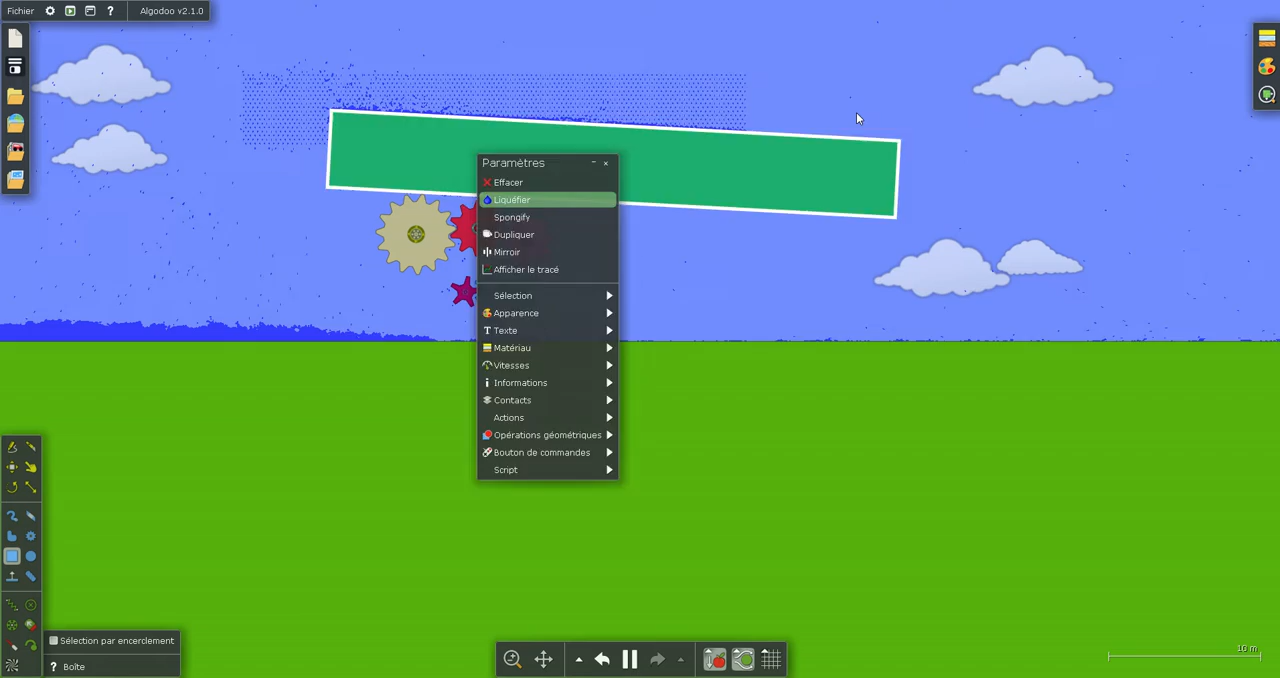 Fichier
Algodoo v2.1.0
Paramètres
Effacer
Liquéfier
Spongify
Dupliquer
Mirroir
Afficher le tracé
Sélection
Apparence
Texte
Matériau
Vitesses
Informations
Contacts
Actions
Opérations géométriques
Bouton de commandes
Script
Sélection par encerclement
? Boîte
10 m